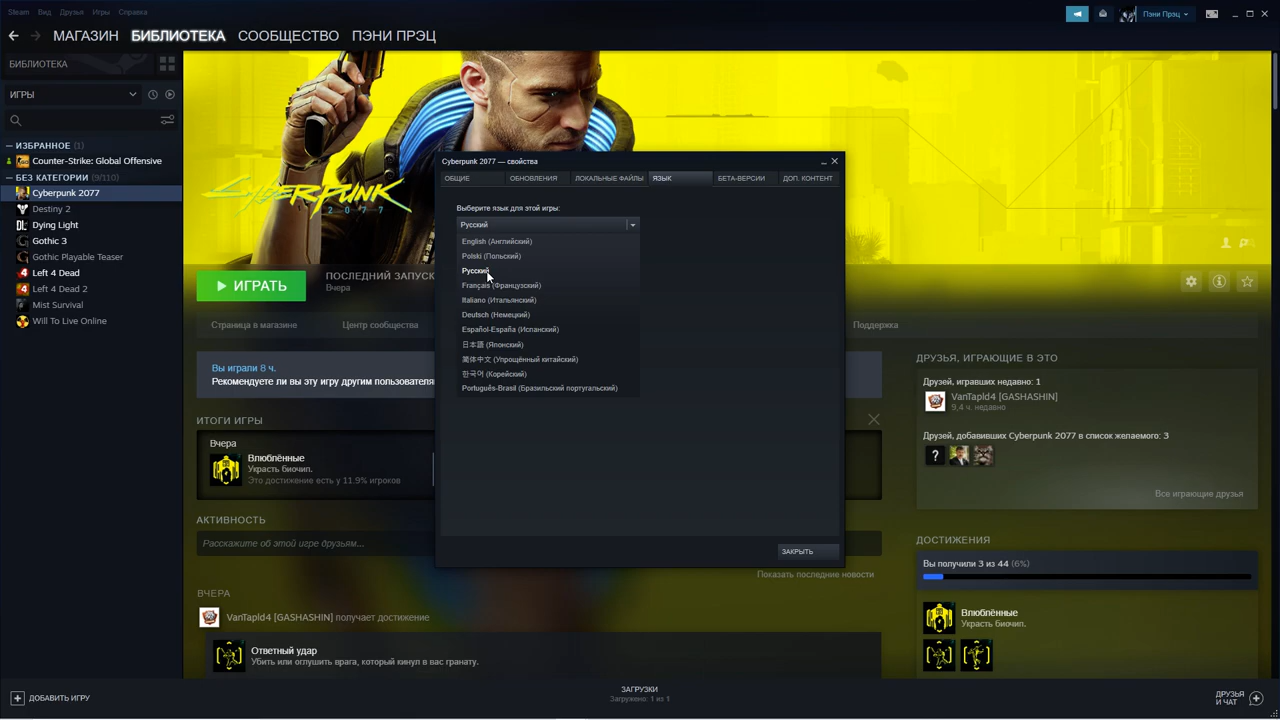 Steam Вид Друзья Игры Справка
Пэни Прэц
МАГАЗИН БИБЛИОТЕКА СООБЩЕСТВО ПЭНИ ПРЭЦ
БИБЛИОТЕКА
ИГРЫ
— ИЗБРАННОЕ (1)
Counter-Strike: Global Offensive
— БЕЗ КАТЕГОРИИ (9/110)
Cyberpunk 2077
Destiny 2
Dying Light
Gothic 3
Gothic Playable Teaser
Left 4 Dead
Left 4 Dead 2
Mist Survival
Will To Live Online
CYBERPUNK
2077
ИГРАТЬ
ПОСЛЕДНИЙ ЗАПУСК
Вчера
Страница в магазине Центр сообщества
Поддержка
Вы играли 8 ч.
Рекомендуете ли вы эту игру другим пользователя
ИТОГИ ИГРЫ
Вчера
Влюблённые
Украсть биочип.
Это достижение есть у 11.9% игроков
АКТИВНОСТЬ
Расскажите об этой игре друзьям...
Показать последние новости
ВЧЕРА
VanTapld4 [GASHASHIN] получает достижение
Ответный удар
Убить или оглушить врага, который кинул в вас гранату.
Cyberpunk 2077 — свойства
ОБЩИЕ ОБНОВЛЕНИЯ ЛОКАЛЬНЫЕ ФАЙЛЫ ЯЗЫК БЕТА-ВЕРСИИ ДОП. КОНТЕНТ
Выберите язык для этой игры:
Русский
English (Английский)
Polski (Польский)
Русский
Français (Французский)
Italiano (Итальянский)
Deutsch (Немецкий)
Español-España (Испанский)
日本語 (Японский)
简体中文 (Упрощённый китайский)
한국어 (Корейский)
Português-Brasil (Бразильский португальский)
ЗАКРЫТЬ
ДРУЗЬЯ, ИГРАЮЩИЕ В ЭТО
Друзей, игравших недавно: 1
VanTapld4 [GASHASHIN]
9,4 ч. недавно
Друзей, добавивших Cyberpunk 2077 в список желаемого: 3
?
Все играющие друзья
ДОСТИЖЕНИЯ
Вы получили 3 из 44 (6%)
Влюблённые
Украсть биочип.
ДОБАВИТЬ ИГРУ
ЗАГРУЗКИ
Загружено: 1 из 1
ДРУЗЬЯ
И ЧАТ